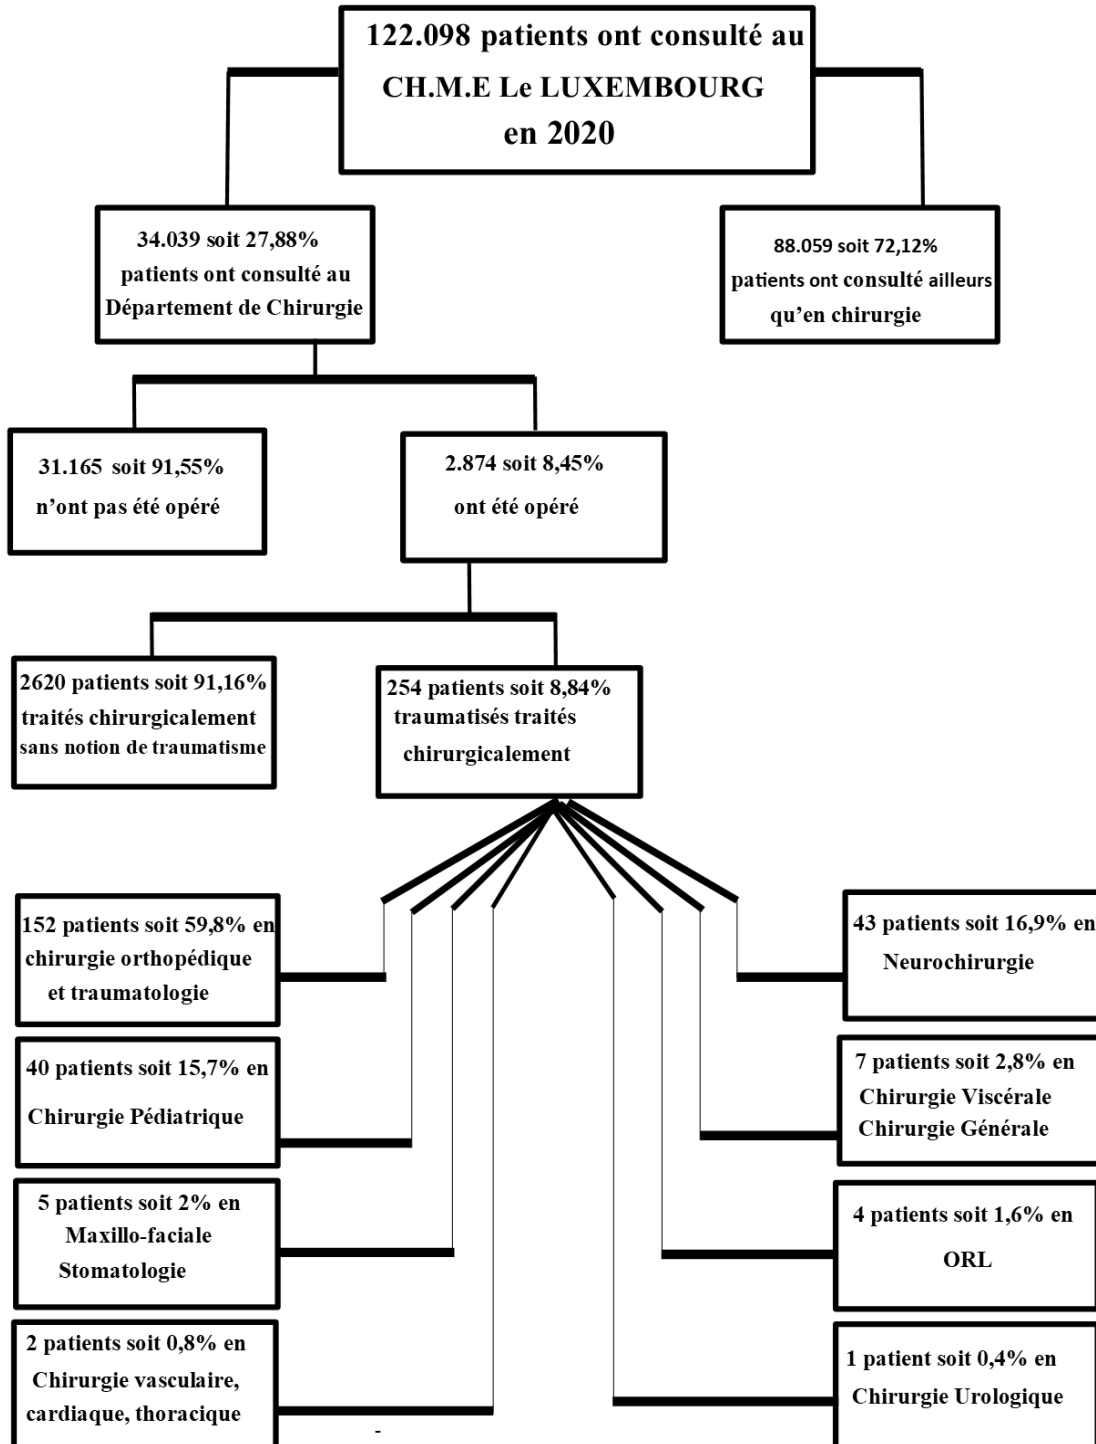 122.098 patients ont consulté au
CH.M.E Le LUXEMBOURG
en 2020
34.039 soit 27,88%
patients ont consulté au
Département de Chirurgie
88.059 soit 72,12%
patients ont consulté ailleurs
qu'en chirurgie
31.165 soit 91,55%
n'ont pas été opéré
2.874 soit 8,45%
ont été opéré
2620 patients soit 91,16%
traités chirurgicalement
sans notion de traumatisme
254 patients soit 8,84%
traumatisés traités
chirurgicalement
152 patients soit 59,8% en
chirurgie orthopédique
et traumatologie
43 patients soit 16,9% en
Neurochirurgie
40 patients soit 15,7% en
Chirurgie Pédiatrique
7 patients soit 2,8% en
Chirurgie Viscérale
Chirurgie Générale
5 patients soit 2% en
Maxillo-faciale
Stomatologie
4 patients soit 1,6% en
ORL
2 patients soit 0,8% en
Chirurgie vasculaire,
cardiaque, thoracique
1 patient soit 0,4% en
Chirurgie Urologique
-